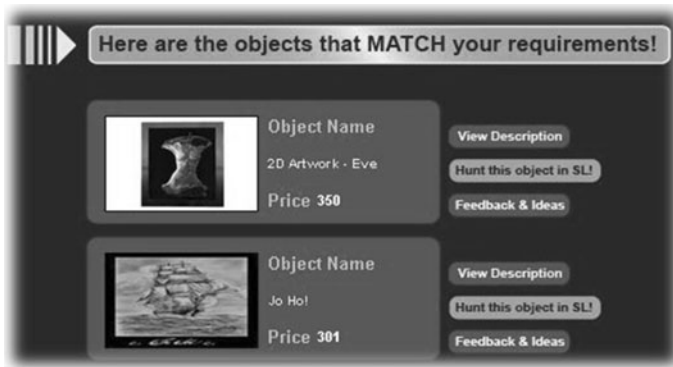 Here are the objects that MATCH your requirements!
Object Name
2D Artwork - Eve
Price 350
View Description
Hunt this object in SL!
Feedback & Ideas
Object Name
Jo Ho!
Price 301
View Description
Hunt this object in SL!
Feedback & Ideas